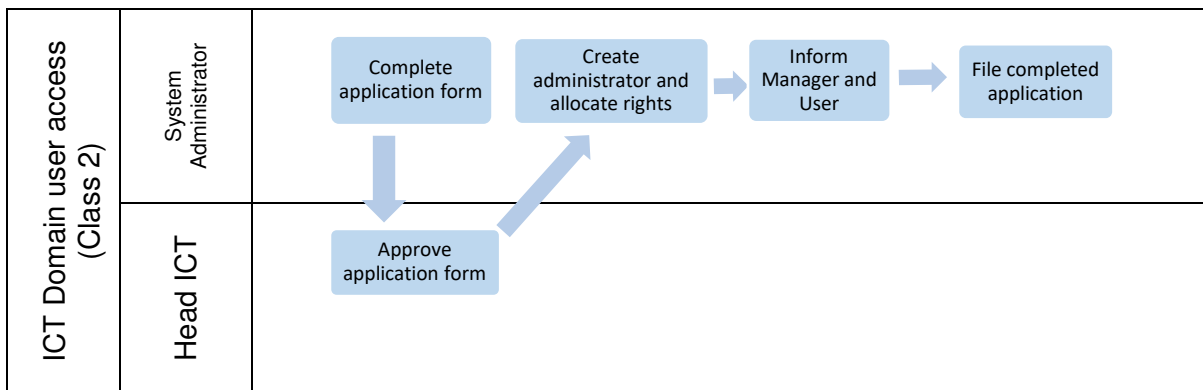 ICT Domain user access
(Class 2)
System
Administrator
Complete
application form
Create
administrator and
allocate rights
Inform
Manager and
User
File completed
application
Head ICT
Approve
application form